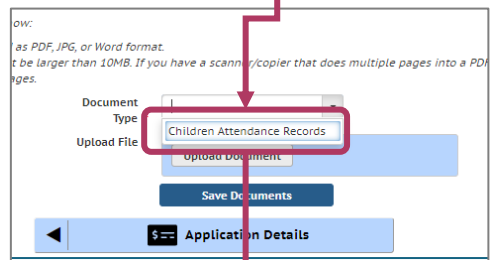 ow:
as PDF, JPG, or Word format.
t be larger than 10MB. If you have a scanner/copier that does multiple pages into a PDF
ages.
Document
Type
Children Attendance Records
Upload File
Upload Document
Save Documents
Application Details